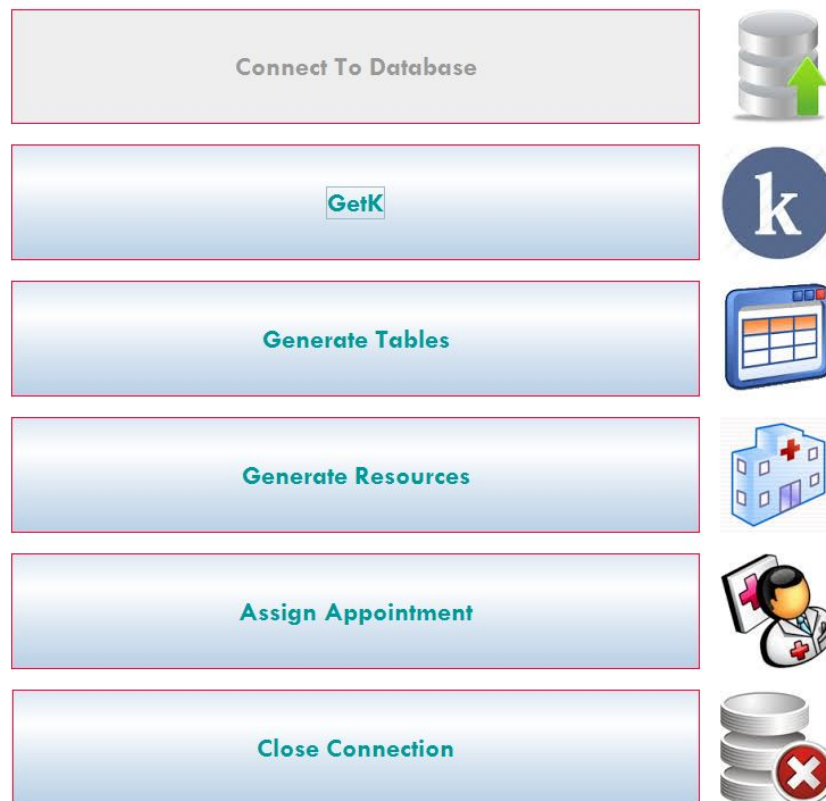 Connect To Database
GetK
k
Generate Tables
Generate Resources
Assign Appointment
Close Connection